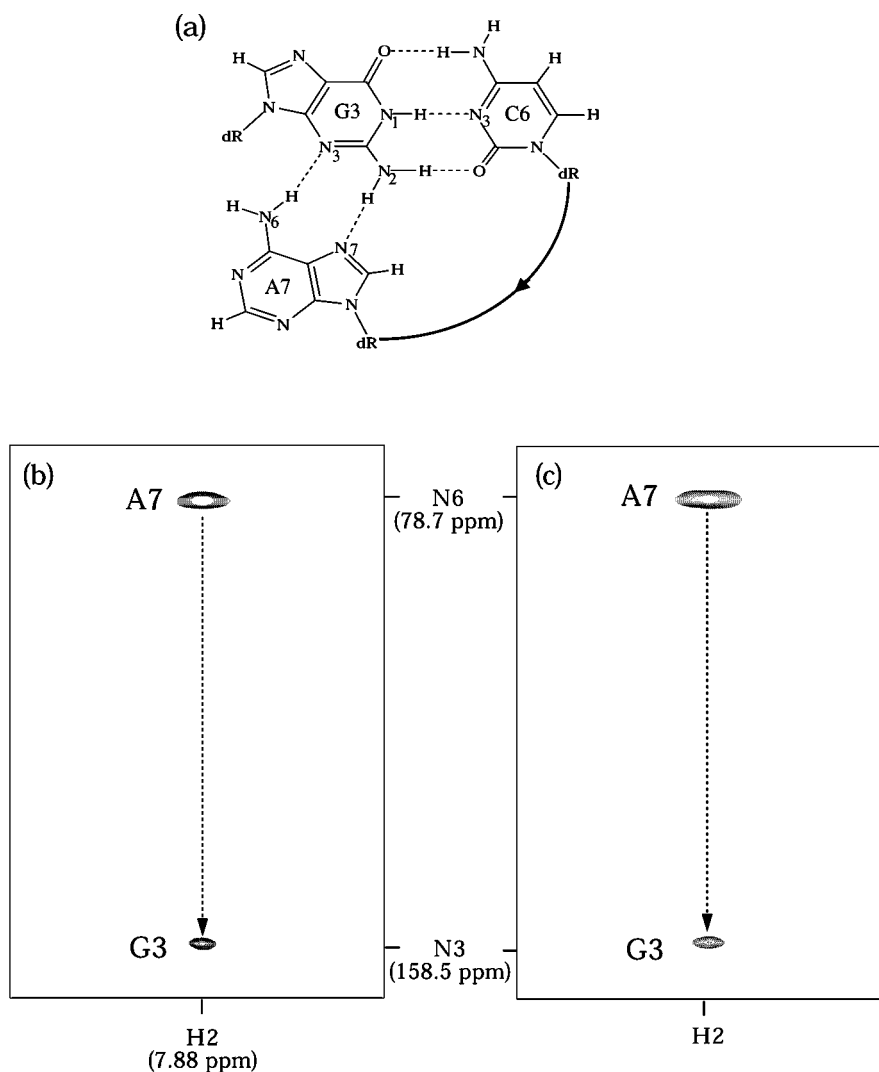 (a)
H
O
H
N
H
N
H
G3
N1
H
N3
C6
H
N
dR
N3
N2
H
O
N
dR
H
H
H
N6
N7
N
A7
H
N
H
N
dR
(b)
A7
N6
(78.7 ppm)
(c)
A7
G3
N3
(158.5 ppm)
G3
H2
(7.88 ppm)
H2